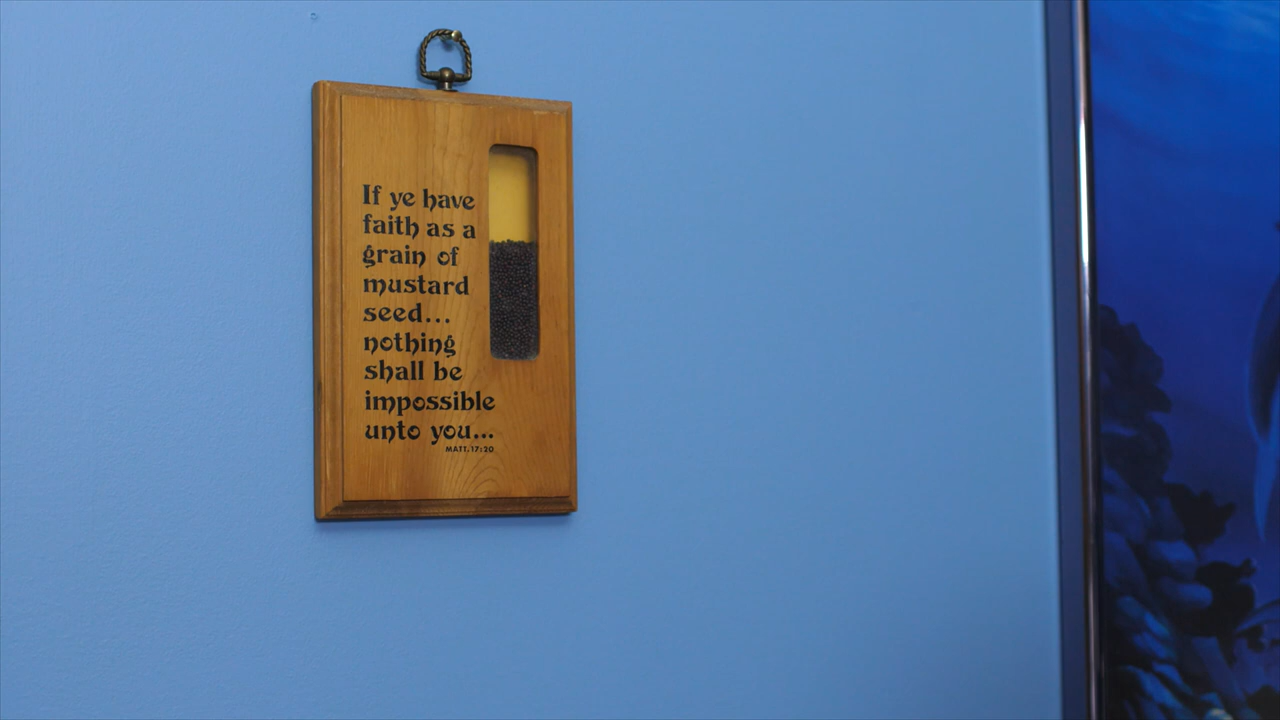 If ye have
faith as a
grain of
mustard
seed...
nothing
shall be
impossible
unto you...
MATT. 17:20